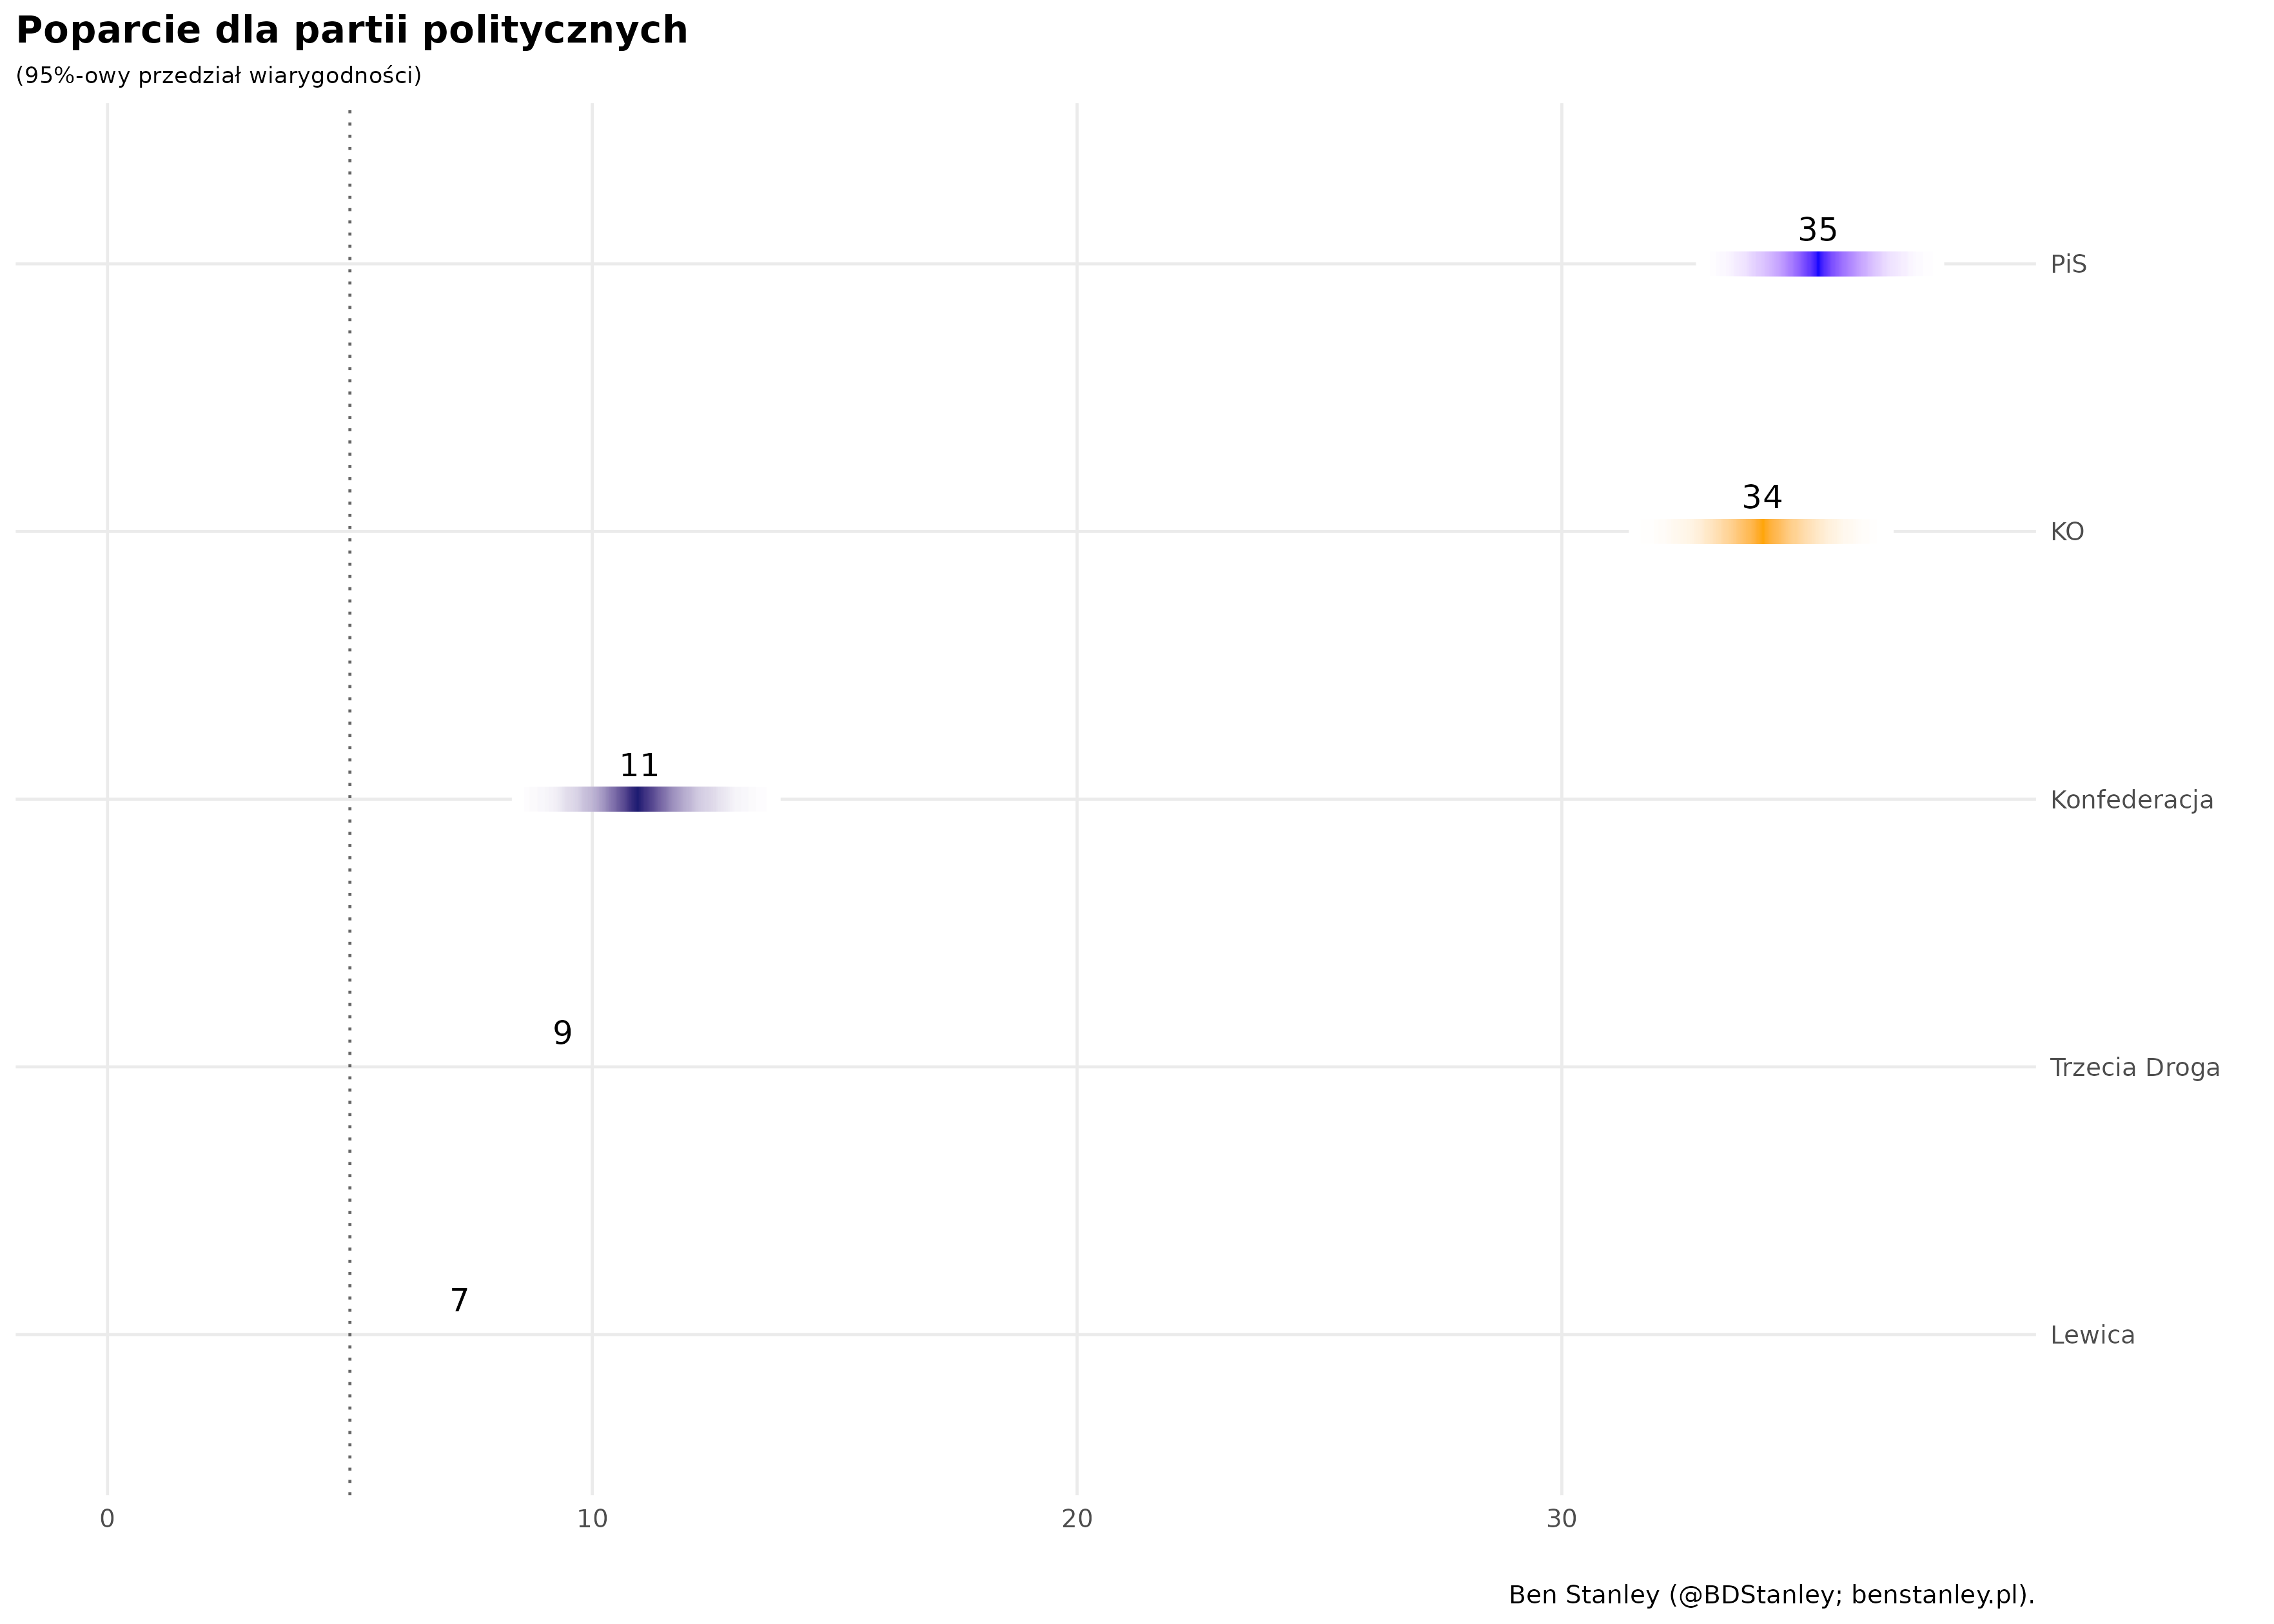 Poparcie dla partii politycznych
(95%-owy przedział wiarygodności)
35
PiS
34
KO
11
Konfederacja
9
Trzecia Droga
7
Lewica
0 10 20 30
Ben Stanley (@BDStanley; benstanley.pl).